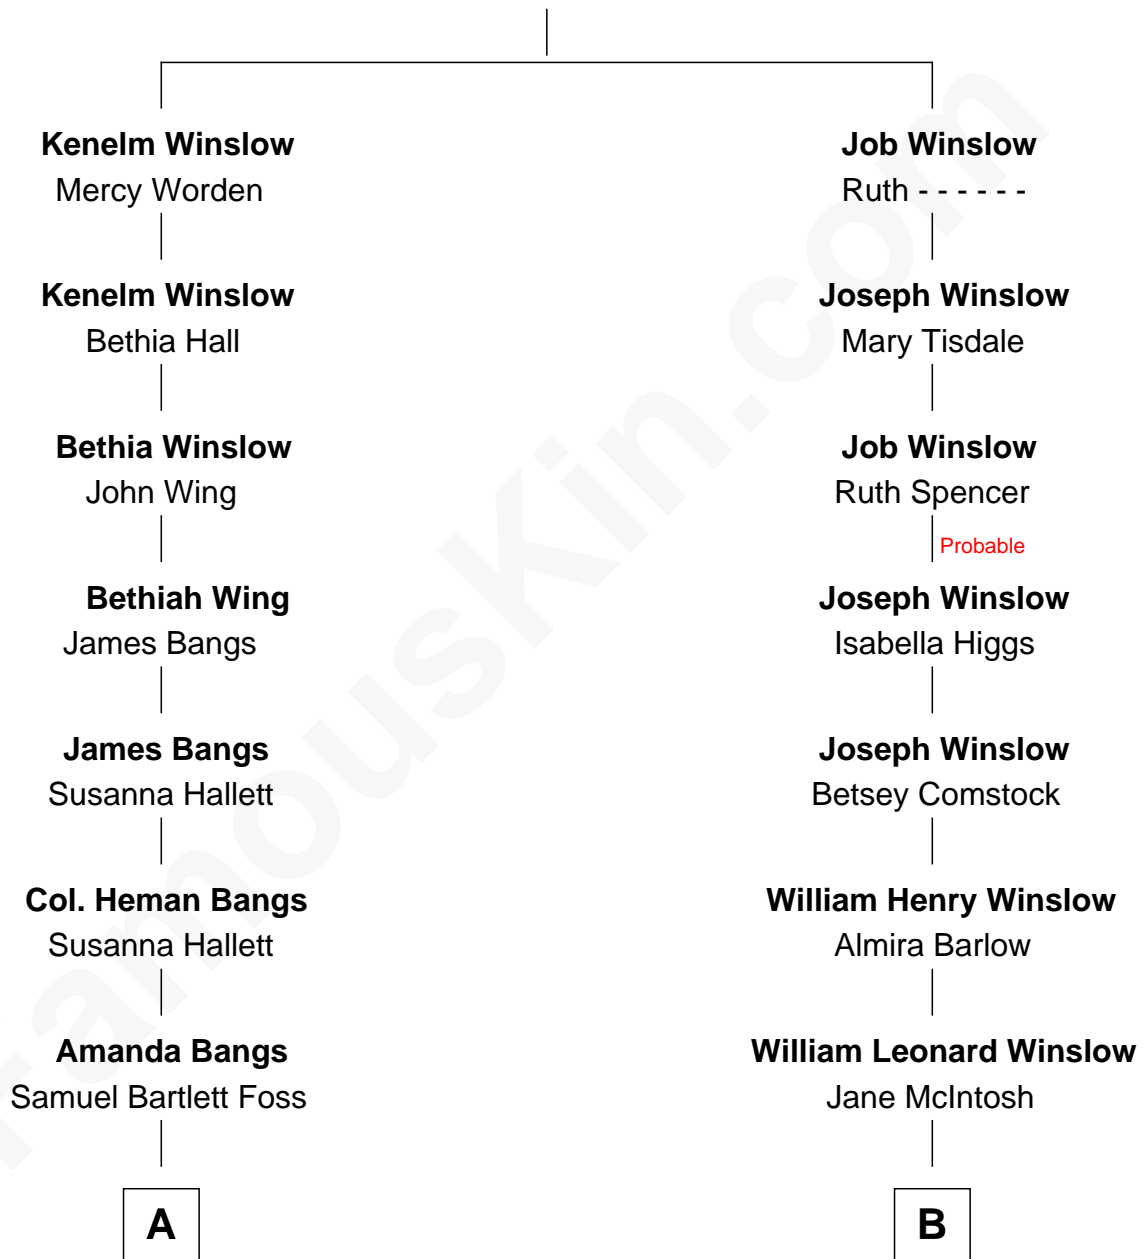 Kenelm Winslow
Mercy Worden
Job Winslow
Ruth - - - - - -
Kenelm Winslow
Bethia Hall
Joseph Winslow
Mary Tisdale
Bethia Winslow
John Wing
Job Winslow
Ruth Spencer
Probable
Bethiah Wing
James Bangs
Joseph Winslow
Isabella Higgs
James Bangs
Susanna Hallett
Joseph Winslow
Betsey Comstock
Col. Heman Bangs
Susanna Hallett
William Henry Winslow
Almira Barlow
Amanda Bangs
Samuel Bartlett Foss
William Leonard Winslow
Jane McIntosh
A
B
FamousKin.com